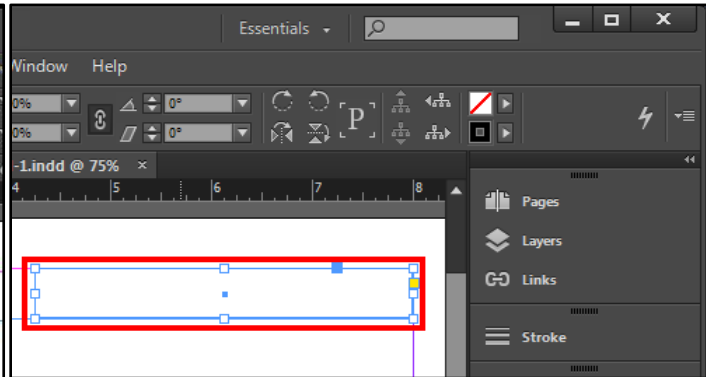 Essentials
Window Help
0% 0°
P
0% 0°
-1.indd @ 75% ×
4 5 6 7 8
Pages
Layers
Links
Stroke